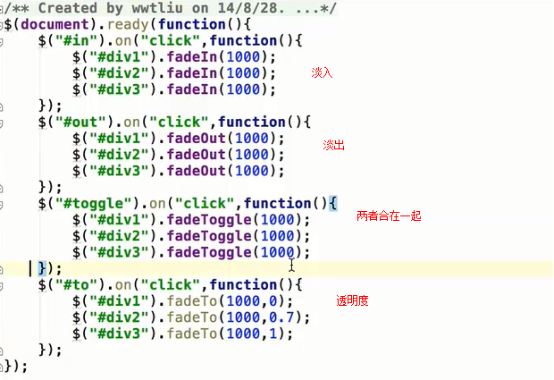 /** Created by wwtliu on 14/8/28. ...*/
$(document).ready(function(){
$("#in").on("click",function(){
$("#div1").fadeIn(1000);
$("#div2").fadeIn(1000); 淡入
$("#div3").fadeIn(1000);
});
$("#out").on("click",function(){
$("#div1").fadeOut(1000); 淡出
$("#div2").fadeOut(1000);
$("#div3").fadeOut(1000);
});
$("#toggle").on("click",function(){
$("#div1").fadeToggle(1000); 两者合在一起
$("#div2").fadeToggle(1000);
$("#div3").fadeToggle(1000);
});
$("#to").on("click",function(){
$("#div1").fadeTo(1000,0); 透明度
$("#div2").fadeTo(1000,0.7);
$("#div3").fadeTo(1000,1);
});
});